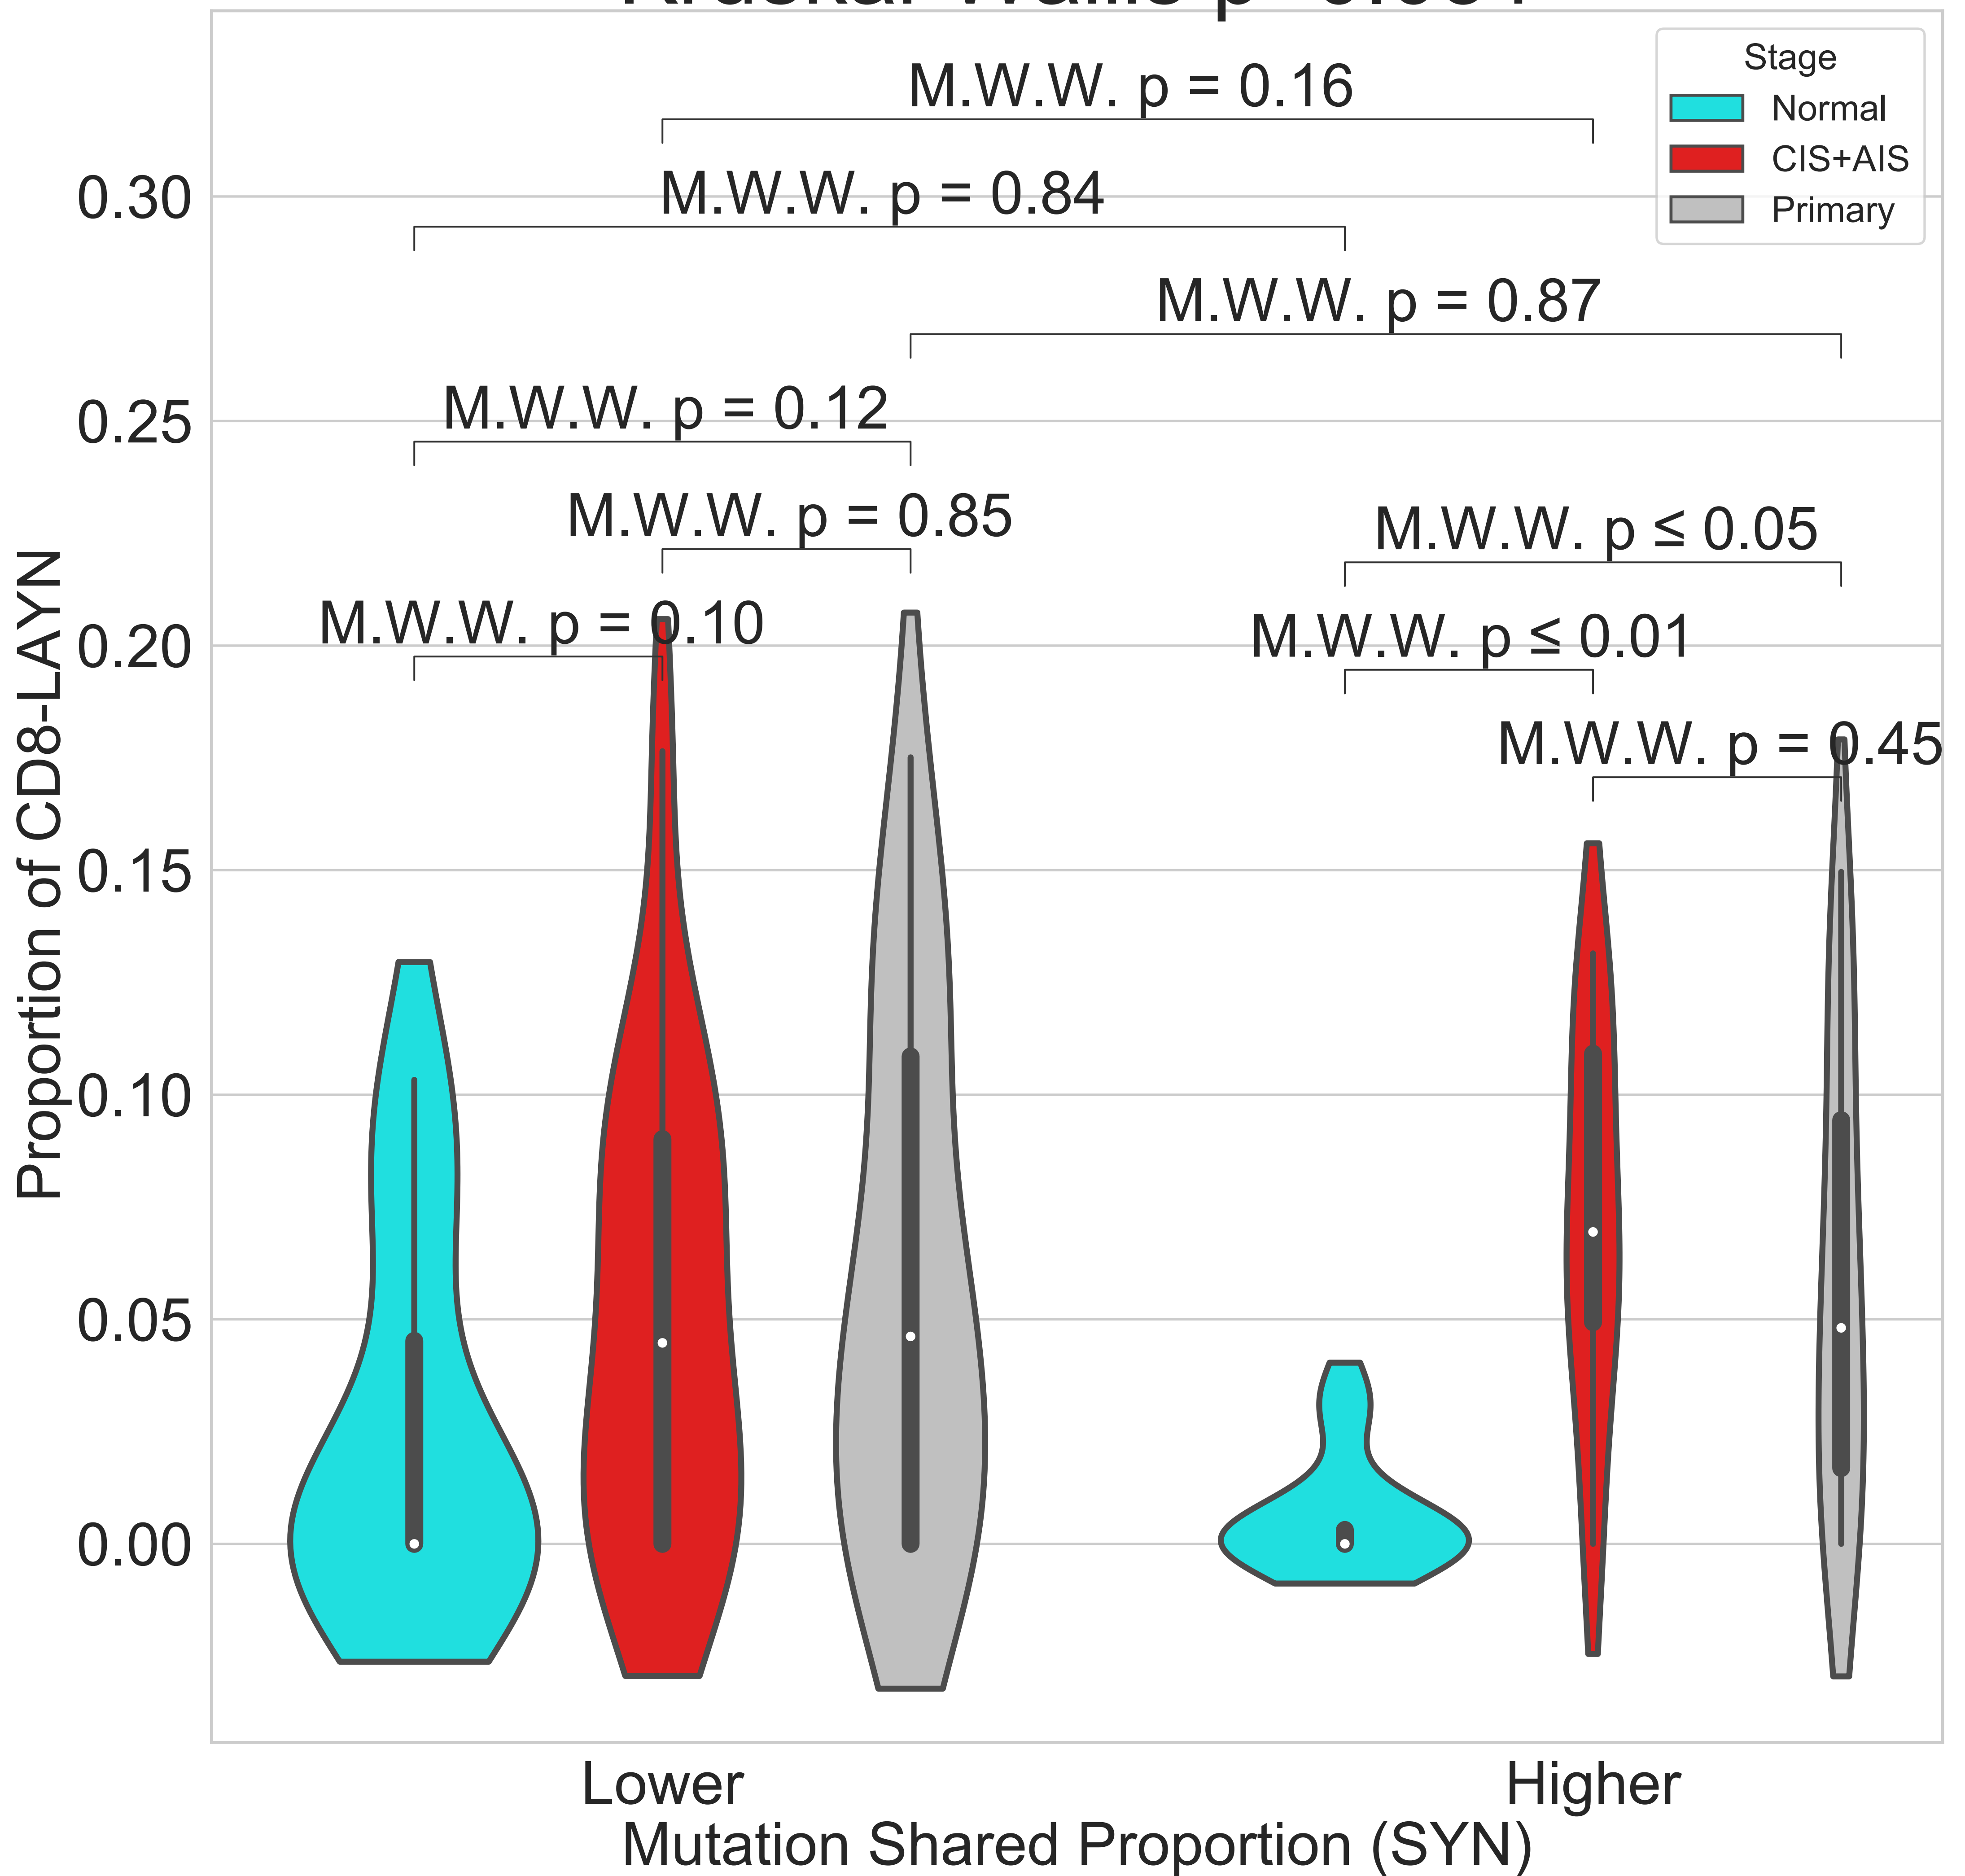 Stage
Normal
CIS+AIS
Primary
M.W.W. p = 0.16
M.W.W. p = 0.84
M.W.W. p = 0.87
M.W.W. p = 0.12
M.W.W. p = 0.85
M.W.W. p ≤ 0.05
M.W.W. p = 0.10
M.W.W. p ≤ 0.01
M.W.W. p = 0.45
0.30
0.25
0.20
0.15
0.10
0.05
0.00
Proportion of CD8-LAYN
Lower
Higher
Mutation Shared Proportion (SYN)